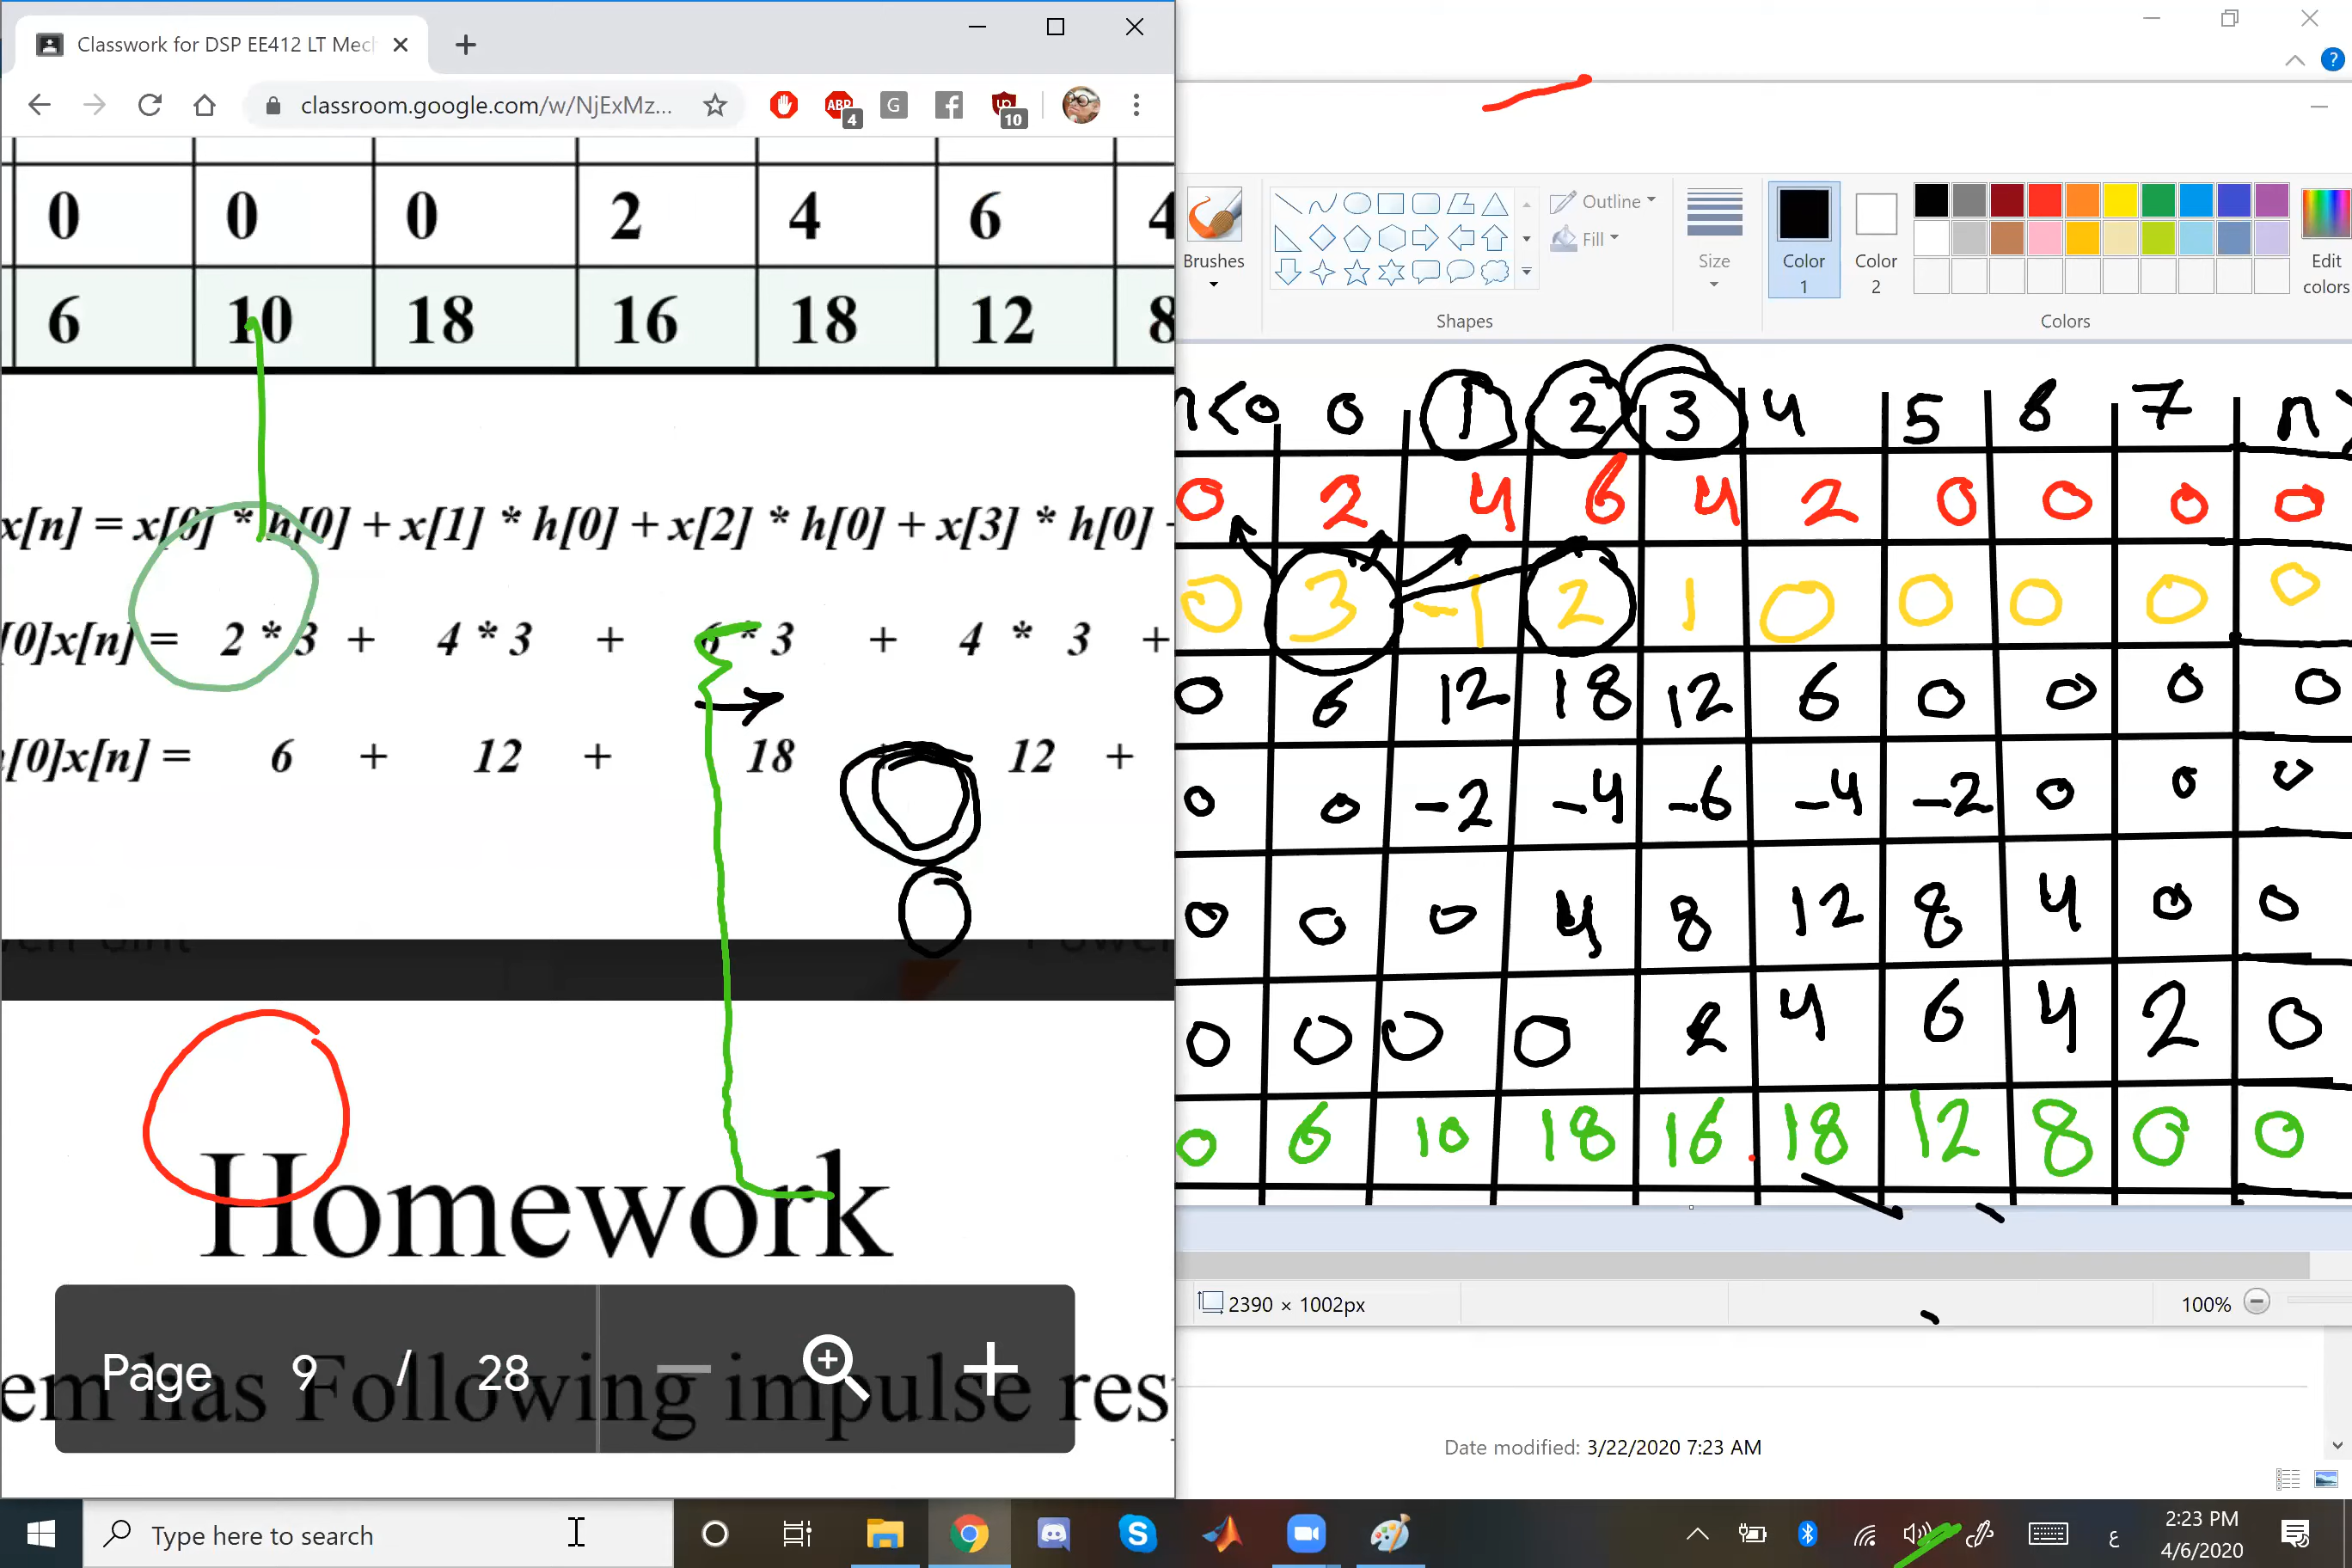 Classwork for DSP EE412 LT Mech
classroom.google.com/w/NjExMz...
ABP 4 G 10
0 0 0 2 4 6 4
6 10 18 16 18 12 8
x[n] = x[0] * h[0] + x[1] * h[0] + x[2] * h[0] + x[3] * h[0]
[0]x[n] = 2 * 3 + 4 * 3 + 6 * 3 + 4 * 3 +
[0]x[n] = 6 + 12 + 18 + 12 +
Homework
Page 9 / 28
em has Following impulse res
Brushes
Outline
Fill
Shapes
Size
Color 1
Color 2
Edit colors
Colors
n<0 0 1 2 3 4 5 6 7 n
0 2 4 6 4 2 0 0 0 0
0 3 -1 2 1 0 0 0 0 0
0 6 12 18 12 6 0 0 0 0
0 0 -2 -4 -6 -4 -2 0 0 0
0 0 0 4 8 12 8 4 0 0
0 0 0 0 2 4 6 4 2 0
0 6 10 18 16 18 12 8 0 0
2390 × 1002px
100%
Date modified: 3/22/2020 7:23 AM
Type here to search
ع
2:23 PM
4/6/2020